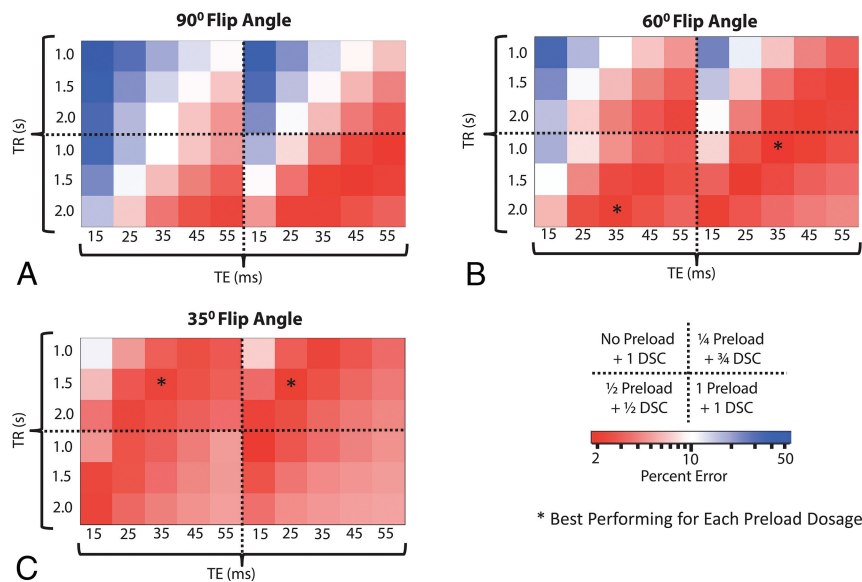 90⁰ Flip Angle
TR (s)
1.0
1.5
2.0
1.0
1.5
2.0
15 25 35 45 55 15 25 35 45 55
TE (ms)
A
60⁰ Flip Angle
TR (s)
1.0
1.5
2.0
1.0
*
1.5
2.0
*
15 25 35 45 55 15 25 35 45 55
TE (ms)
B
35⁰ Flip Angle
TR (s)
1.0
1.5
* *
2.0
1.0
1.5
2.0
15 25 35 45 55 15 25 35 45 55
TE (ms)
C
No Preload
+ 1 DSC
¼ Preload
+ ¾ DSC
½ Preload
+ ½ DSC
1 Preload
+ 1 DSC
2 10 50
Percent Error
* Best Performing for Each Preload Dosage